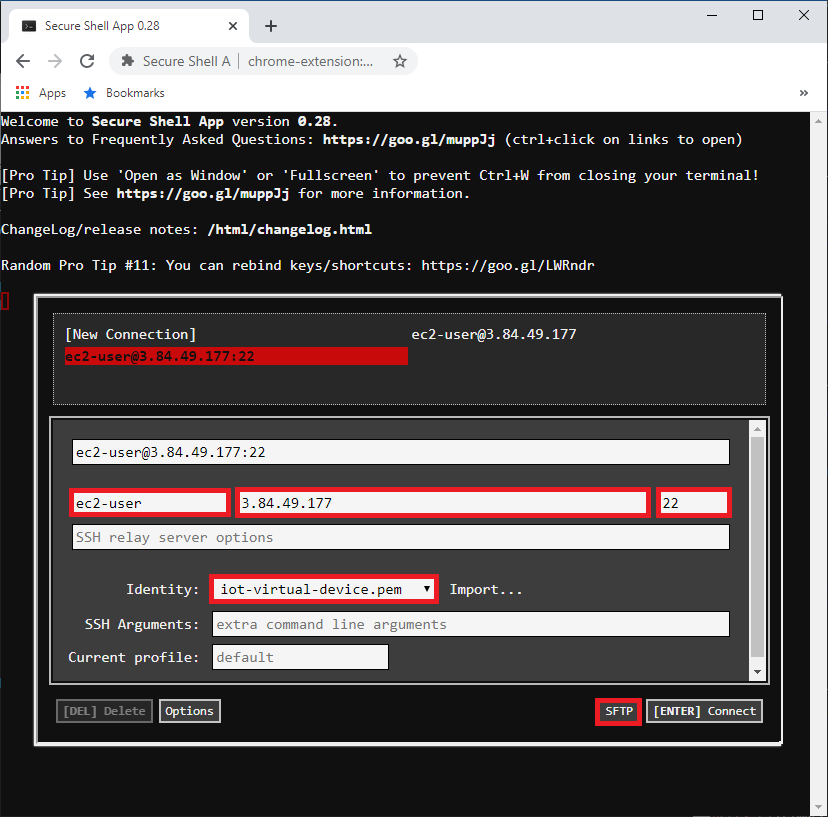 Secure Shell App 0.28
Secure Shell A | chrome-extension:...
Apps Bookmarks »
Welcome to Secure Shell App version 0.28.
Answers to Frequently Asked Questions: https://goo.gl/muppJj (ctrl+click on links to open)
[Pro Tip] Use 'Open as Window' or 'Fullscreen' to prevent Ctrl+W from closing your terminal!
[Pro Tip] See https://goo.gl/muppJj for more information.
ChangeLog/release notes: /html/changelog.html
Random Pro Tip #11: You can rebind keys/shortcuts: https://goo.gl/LWRndr
[New Connection] ec2-user@3.84.49.177
ec2-user@3.84.49.177:22
ec2-user@3.84.49.177:22
ec2-user 3.84.49.177 22
SSH relay server options
Identity: iot-virtual-device.pem Import...
SSH Arguments: extra command line arguments
Current profile: default
[DEL] Delete Options SFTP [ENTER] Connect